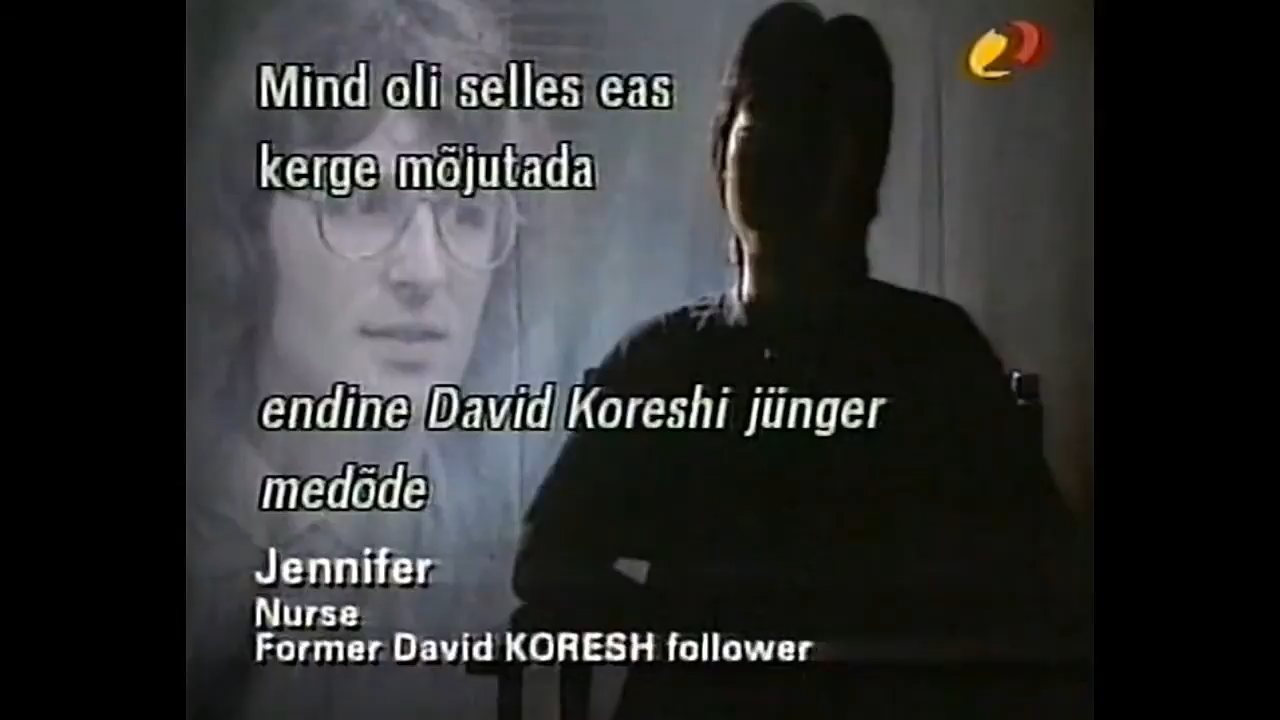 Mind oli selles eas
kerge mõjutada
endine David Koreshi jünger
medõde
Jennifer
Nurse
Former David KORESH follower